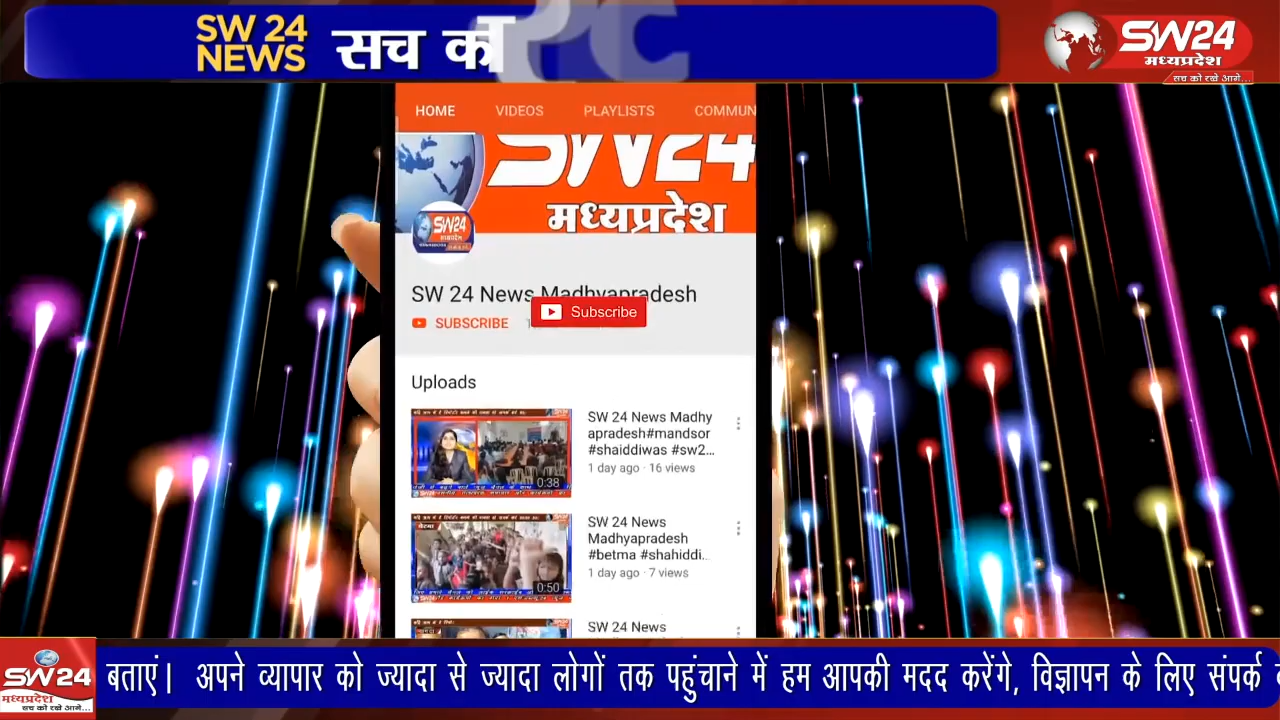 SW 24
NEWS
सच का
SW24
मध्यप्रदेश
सच को रखे आगे...
HOME VIDEOS PLAYLISTS COMMUN
SW24
मध्यप्रदेश
SW24
SW 24 News Madhyapradesh
SUBSCRIBE
Subscribe
Uploads
SW 24 News Madhy
apradesh#mandsor
#shaiddiwas #sw2...
1 day ago · 16 views
0:38
SW 24 News
Madhyapradesh
#betma #shahiddi..
1 day ago · 7 views
बेटमा
0:50
SW 24 News
SW24
मध्यप्रदेश
सच को रखे आगे...
बताएं। अपने व्यापार को ज्यादा से ज्यादा लोगों तक पहुंचाने में हम आपकी मदद करेंगे, विज्ञापन के लिए संपर्क